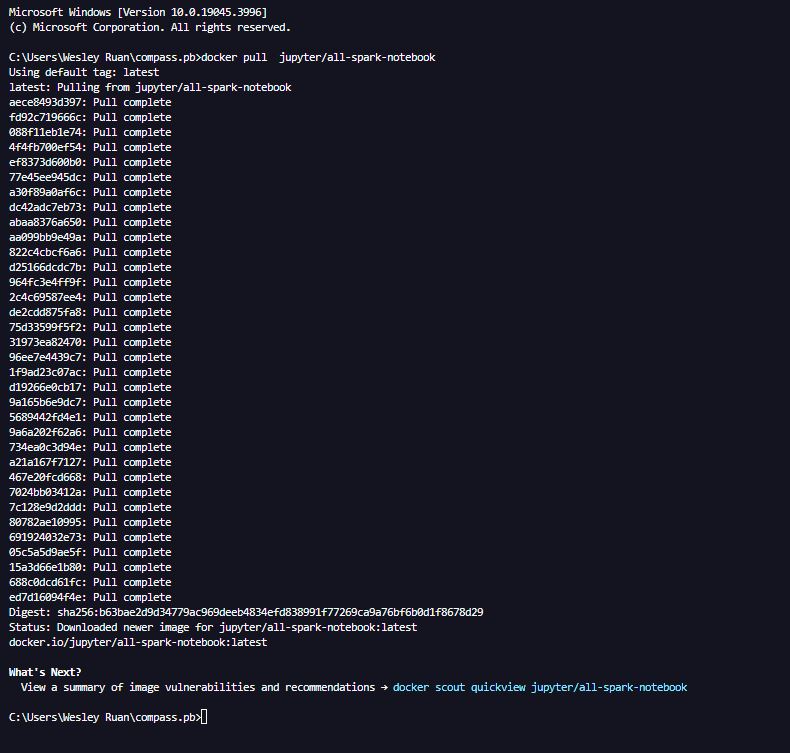 Microsoft Windows [Version 10.0.19045.3996]
(c) Microsoft Corporation. All rights reserved.
C:\Users\Wesley Ruan\compass.pb>docker pull  jupyter/all-spark-notebook
Using default tag: latest
latest: Pulling from jupyter/all-spark-notebook
aece8493d397: Pull complete
fd92c719666c: Pull complete
088f11eb1e74: Pull complete
4f4fb700ef54: Pull complete
ef8373d600b0: Pull complete
77e45ee945dc: Pull complete
a30f89a0af6c: Pull complete
dc42adc7eb73: Pull complete
abaa8376a650: Pull complete
aa099bb9e49a: Pull complete
822c4cbcf6a6: Pull complete
d25166dcdc7b: Pull complete
964fc3e4ff9f: Pull complete
2c4c69587ee4: Pull complete
de2cdd875fa8: Pull complete
75d33599f5f2: Pull complete
31973ea82470: Pull complete
96ee7e4439c7: Pull complete
1f9ad23c07ac: Pull complete
d19266e0cb17: Pull complete
9a165b6e9dc7: Pull complete
5689442fd4e1: Pull complete
9a6a202f62a6: Pull complete
734ea0c3d94e: Pull complete
a21a167f7127: Pull complete
467e20fcd668: Pull complete
7024bb03412a: Pull complete
7c128e9d2ddd: Pull complete
80782ae10995: Pull complete
691924032e73: Pull complete
05c5a5d9ae5f: Pull complete
15a3d66e1b80: Pull complete
688c0dcd61fc: Pull complete
ed7d16094f4e: Pull complete
Digest: sha256:b63bae2d9d34779ac969deeb4834efd838991f77269ca9a76bf6b0d1f8678d29
Status: Downloaded newer image for jupyter/all-spark-notebook:latest
docker.io/jupyter/all-spark-notebook:latest
What's Next?
  View a summary of image vulnerabilities and recommendations → docker scout quickview jupyter/all-spark-notebook
C:\Users\Wesley Ruan\compass.pb>